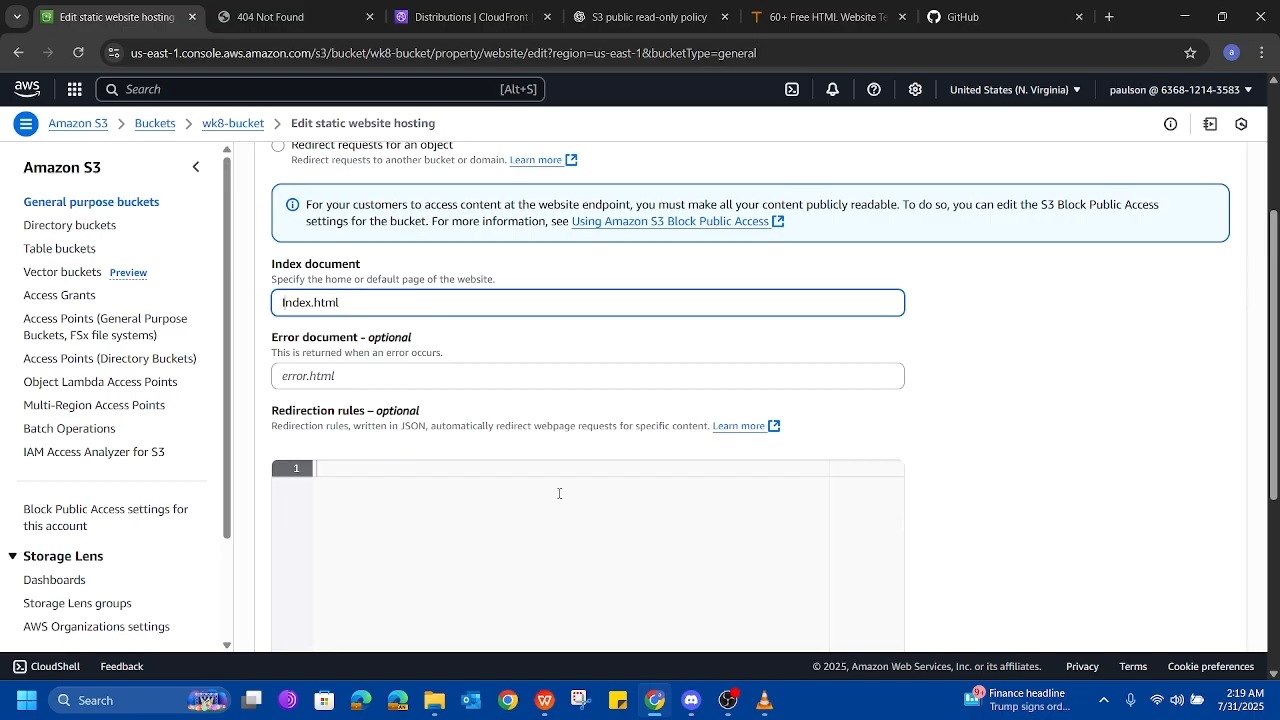 Edit static website hosting
404 Not Found
Distributions | CloudFront
S3 public read-only policy
60+ Free HTML Website Te
GitHub
us-east-1.console.aws.amazon.com/s3/bucket/wk8-bucket/property/website/edit?region=us-east-1&bucketType=general
a
aws
Search
[Alt+S]
United States (N. Virginia)
paulson @ 6368-1214-3583
Amazon S3
Buckets
wk8-bucket
Edit static website hosting
Amazon S3
General purpose buckets
Directory buckets
Table buckets
Vector buckets Preview
Access Grants
Access Points (General Purpose
Buckets, FSx file systems)
Access Points (Directory Buckets)
Object Lambda Access Points
Multi-Region Access Points
Batch Operations
IAM Access Analyzer for S3
Block Public Access settings for
this account
Storage Lens
Dashboards
Storage Lens groups
AWS Organizations settings
Redirect requests for an object
Redirect requests to another bucket or domain. Learn more
For your customers to access content at the website endpoint, you must make all your content publicly readable. To do so, you can edit the S3 Block Public Access
settings for the bucket. For more information, see Using Amazon S3 Block Public Access
Index document
Specify the home or default page of the website.
index.html
Error document - optional
This is returned when an error occurs.
error.html
Redirection rules – optional
Redirection rules, written in JSON, automatically redirect webpage requests for specific content. Learn more
1
CloudShell
Feedback
© 2025, Amazon Web Services, Inc. or its affiliates.
Privacy
Terms
Cookie preferences
Search
Finance headline
Trump signs ord...
2:19 AM
7/31/2025